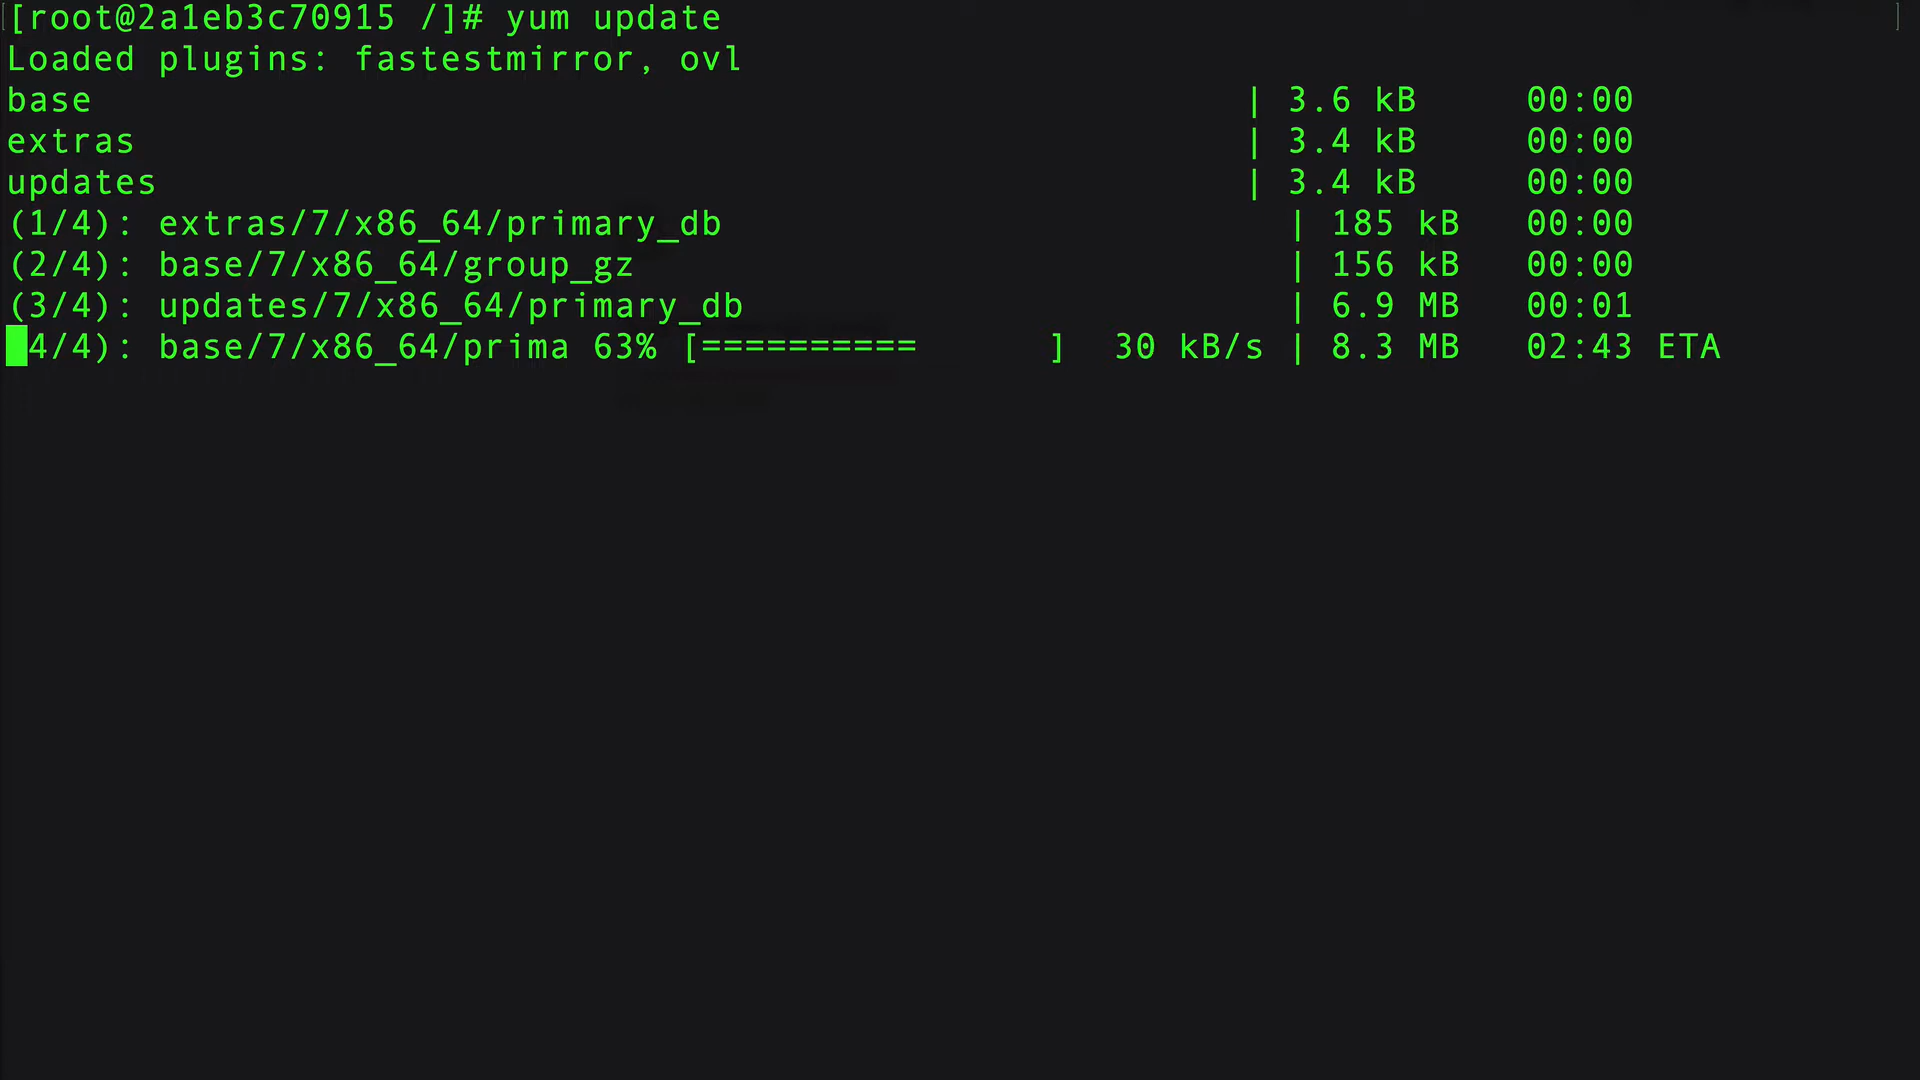 [root@2a1eb3c70915 /]# yum update
Loaded plugins: fastestmirror, ovl
base | 3.6 kB 00:00
extras | 3.4 kB 00:00
updates | 3.4 kB 00:00
(1/4): extras/7/x86_64/primary_db | 185 kB 00:00
(2/4): base/7/x86_64/group_gz | 156 kB 00:00
(3/4): updates/7/x86_64/primary_db | 6.9 MB 00:01
4/4): base/7/x86_64/prima 63% [========== ] 30 kB/s | 8.3 MB 02:43 ETA